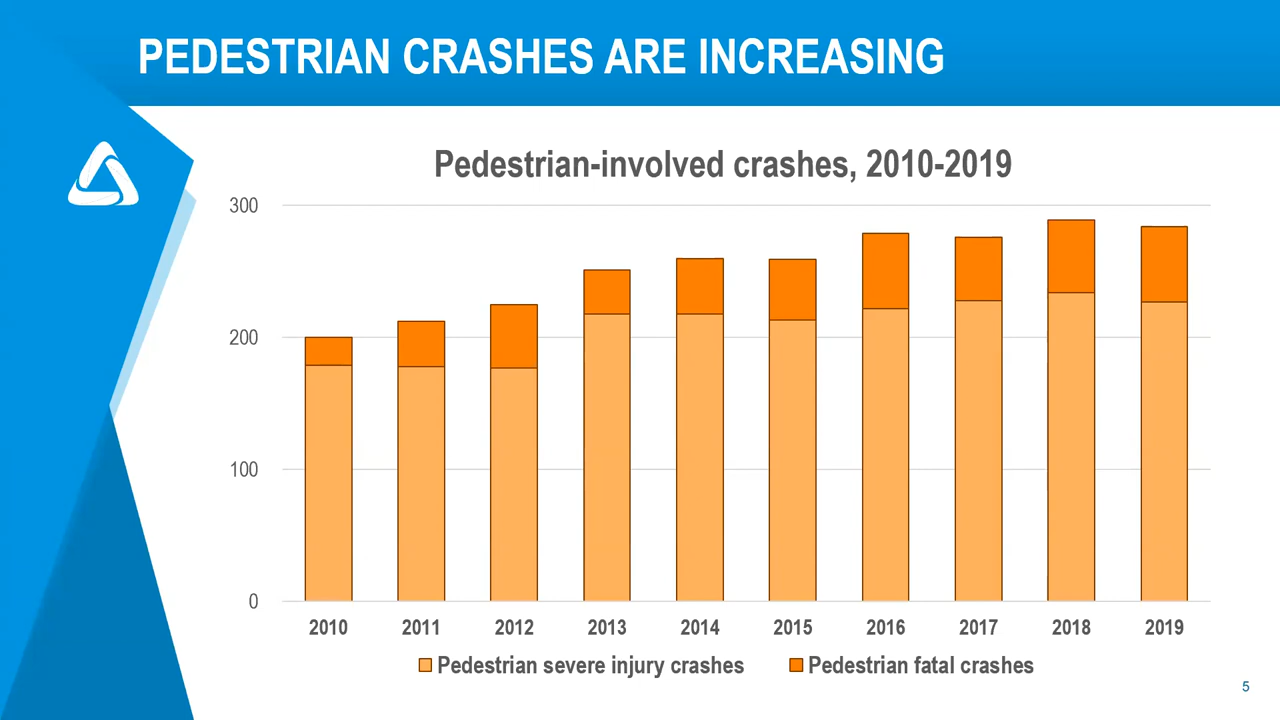 PEDESTRIAN CRASHES ARE INCREASING
Pedestrian-involved crashes, 2010-2019
300
200
100
0
2010 2011 2012 2013 2014 2015 2016 2017 2018 2019
Pedestrian severe injury crashes Pedestrian fatal crashes
5